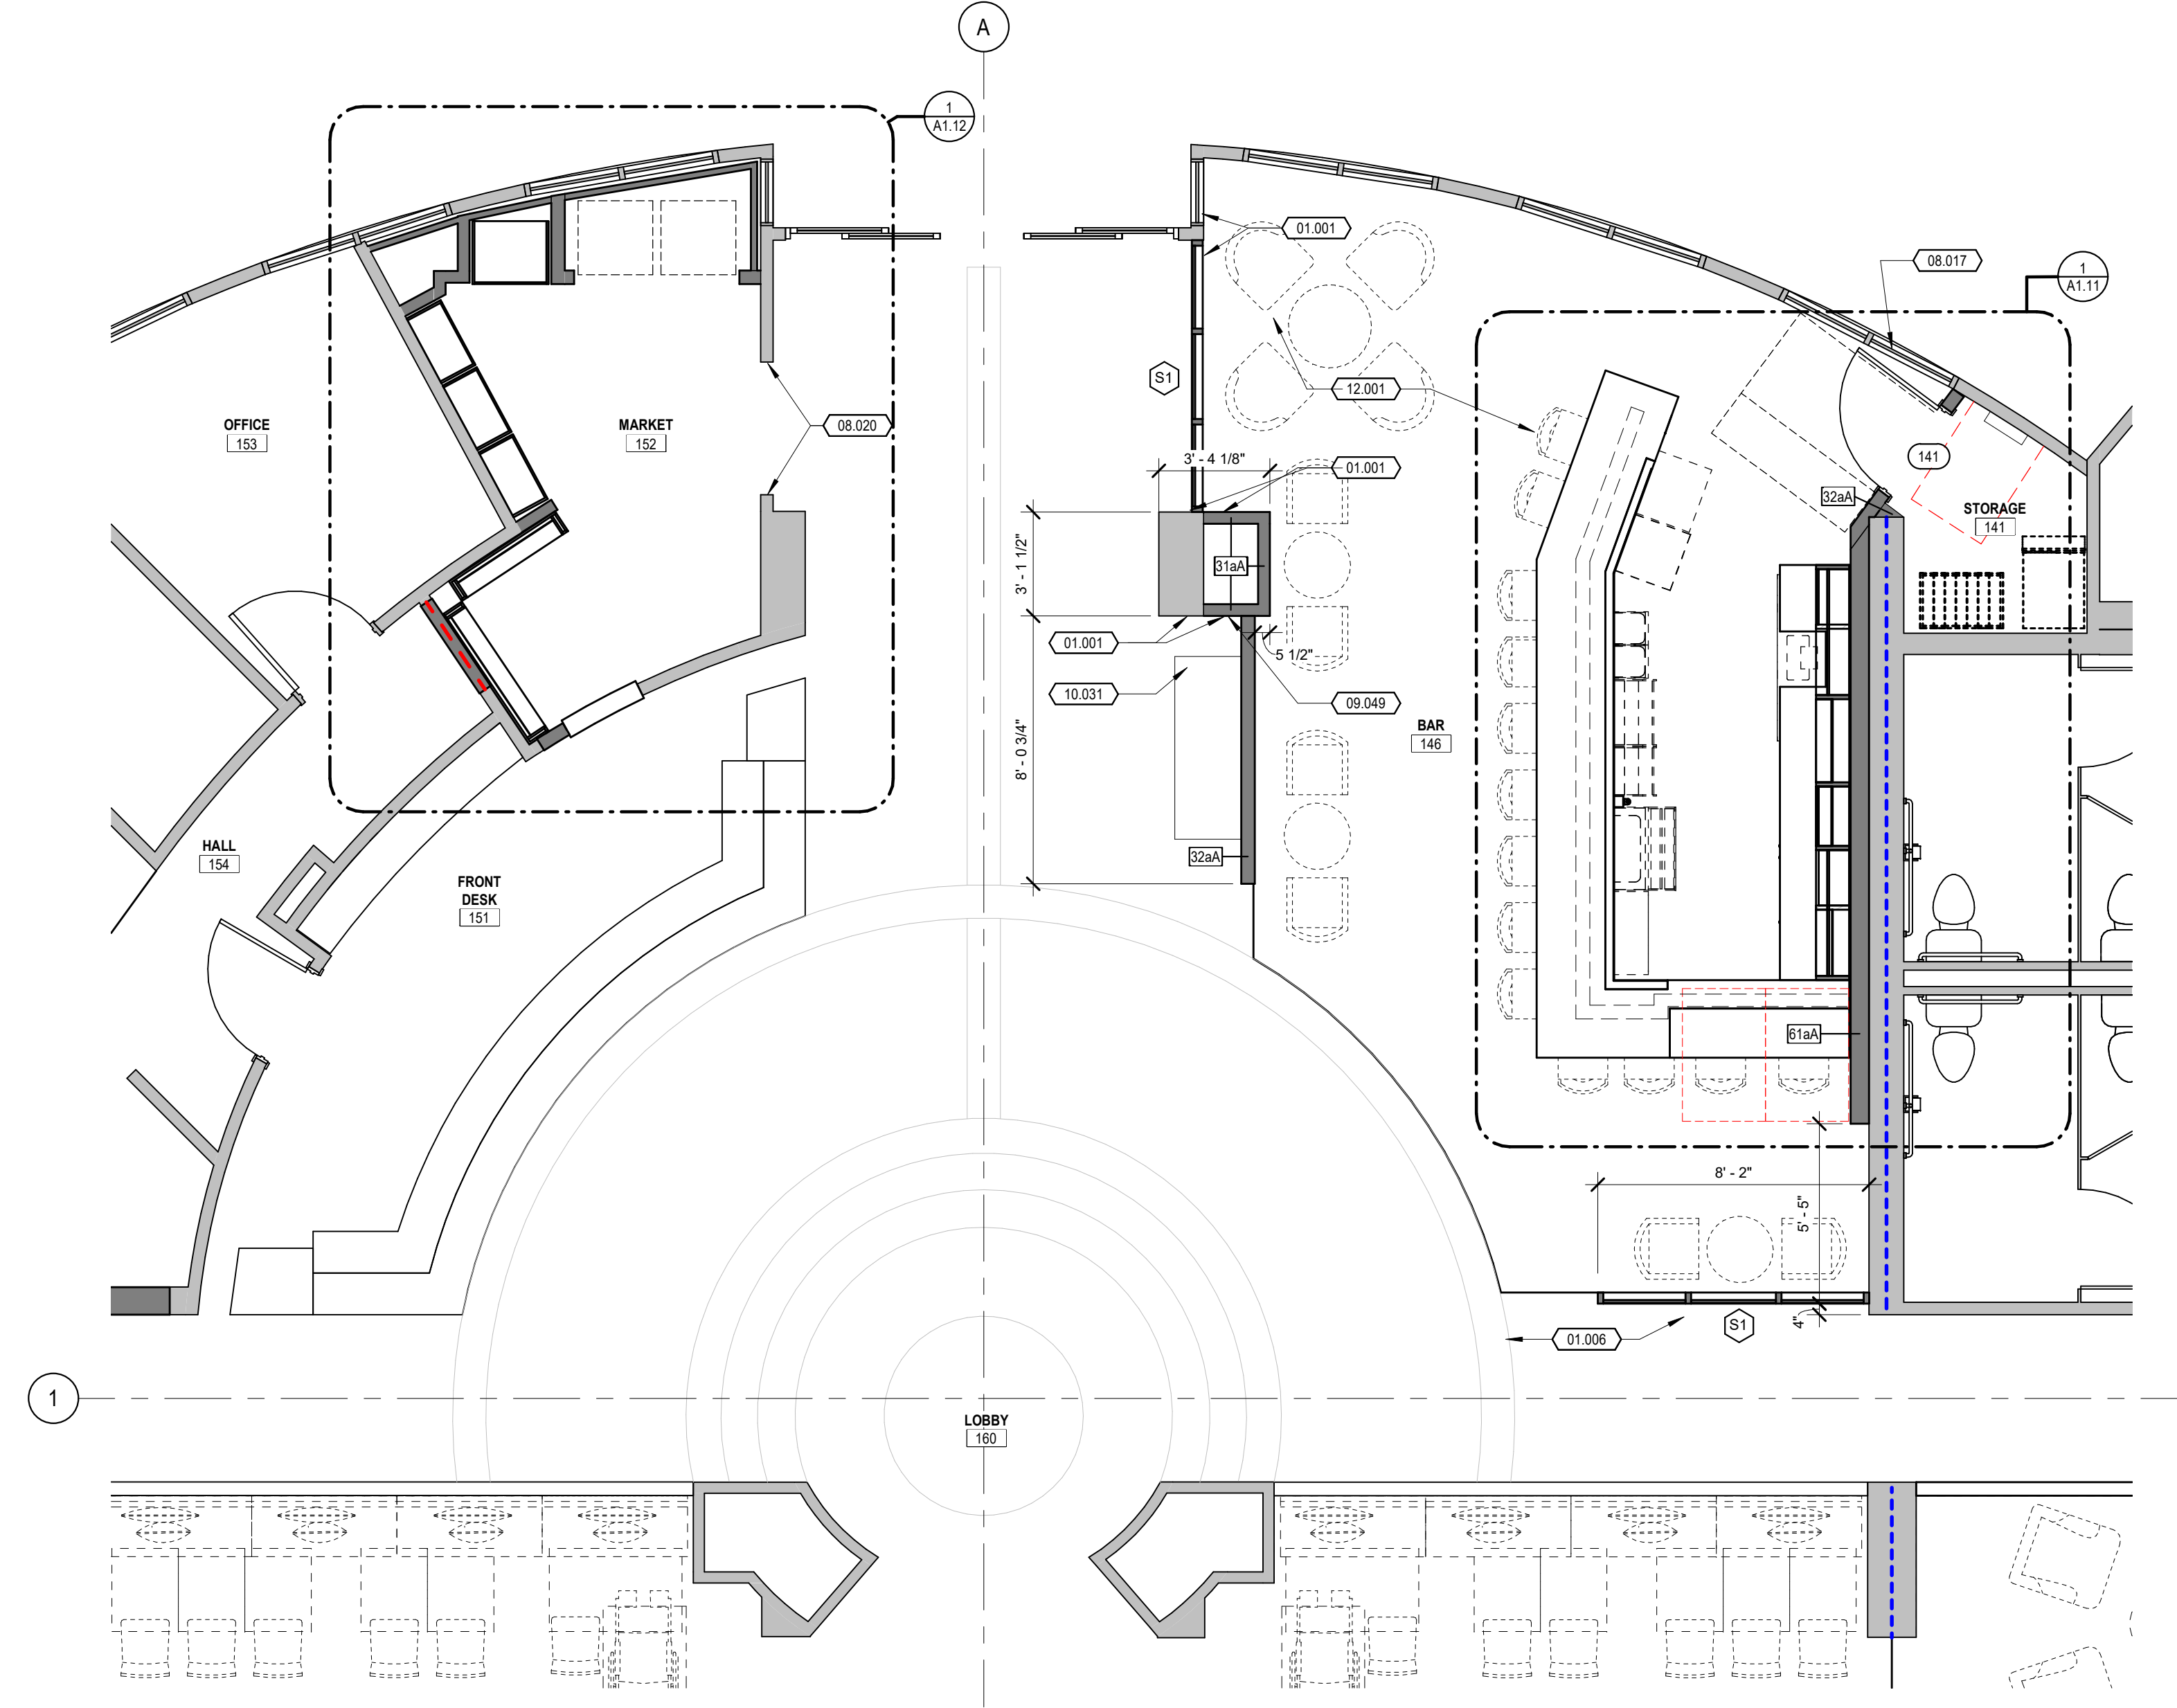 A
1
A1.12
01.001
08.017
1
A1.11
S1
12.001
OFFICE
153
MARKET
152
08.020
141
3' - 4 1/8"
01.001
32aA
STORAGE
141
3' - 1 1/2"
31aA
01.001
5 1/2"
10.031
09.049
BAR
146
8' - 0 3/4"
HALL
154
32aA
FRONT
DESK
151
61aA
8' - 2"
5' - 5"
4"
S1
01.006
1
LOBBY
160